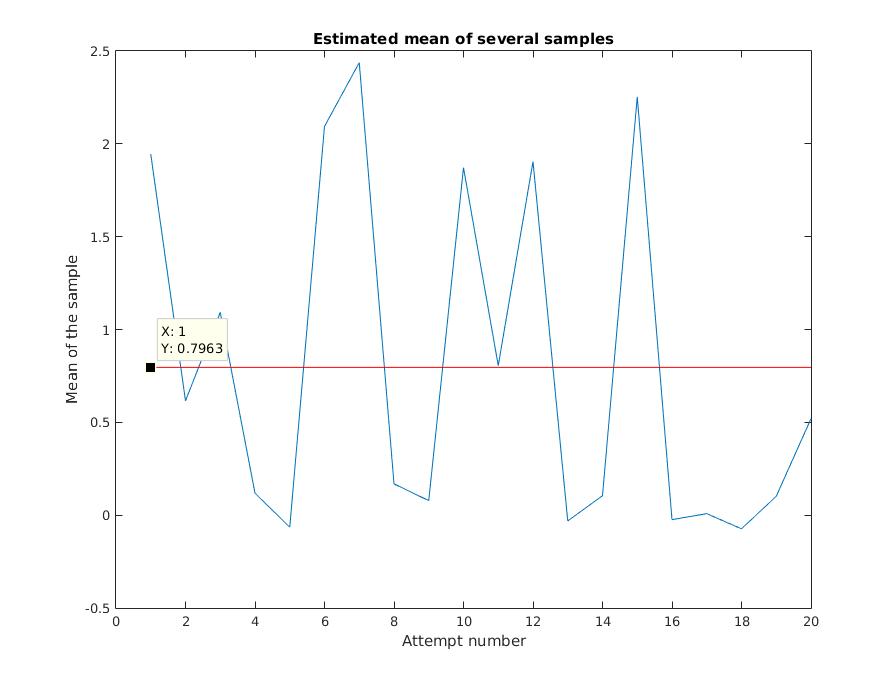 Estimated mean of several samples
2.5
2
1.5
1
0.5
0
-0.5
Mean of the sample
X: 1
Y: 0.7963
0 2 4 6 8 10 12 14 16 18 20
Attempt number